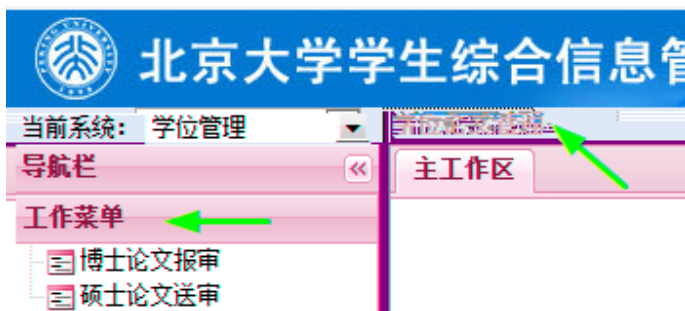 北京大学学生综合信息
当前系统： 学位管理
导航栏
主工作区
工作菜单
博士论文报审
硕士论文送审